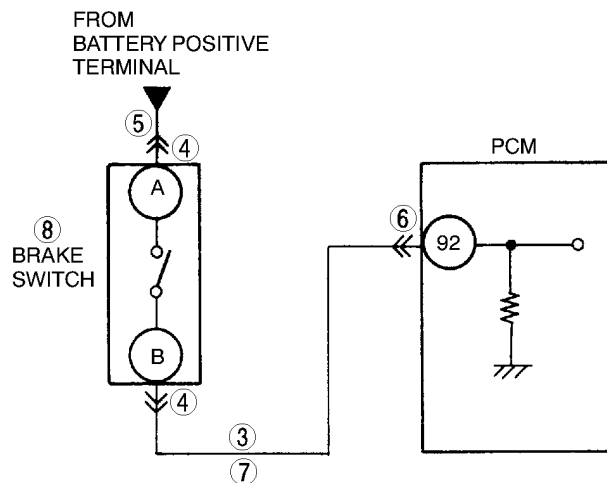 FROM
BATTERY POSITIVE
TERMINAL
5
4
PCM
A
6
8
92
BRAKE
SWITCH
B
4
3
7